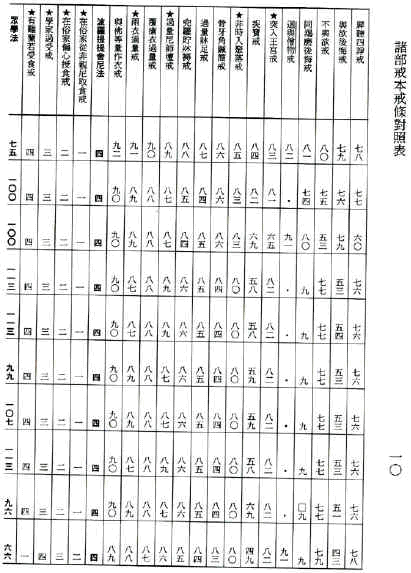 諸部戒本戒條對照表
一〇
屏聽四諍戒 七八 七七 六〇 七六 七六 七六 七六 七六 七六 七八
與欲後悔戒 七九 七六 七九 五三 五四 五三 五三 五三 五一 四三
不與欲戒 八〇 七五 七七 七七 七七 七七 七七 七七 七九
同羯磨後悔戒 八一 七四 八〇 九 九 九 九 九 □九 九
迴與僧物戒 八二 ・ 九一 ・ ・ ・ ・ ・ ・ 九一
★突入王宮戒 八三 八一 六五 八二 八二 八二 八二 八二 八二 八二
捉寶戒 八四 八二 六九 五八 五八 五九 五九 五八 六九 四九
★非時入聚落戒 八五 八三 八三 八〇 八〇 八〇 八〇 八〇 八〇 八〇
骨牙角鍼筒戒 八六 八六 八六 八四 八四 八四 八四 八四 八四 八三
過量牀足戒 八七 八四 八五 八五 八五 八五 八五 八五 八五 八四
兜羅貯牀褥戒 八八 八五 八四 八六 八六 八六 八六 八六 八六 八五
★過量尼師壇戒 八九 八七 八七 八七 八七 八七 八七 八九 八七 八六
覆瘡衣過量戒 九〇 八八 八八 八八 八八 八八 八八 八八 八八 八七
★雨衣過量戒 九一 八九 八九 八九 八九 八九 八九 八七 八九 八八
與佛等量作衣戒 九二 九〇 九〇 九〇 九〇 九〇 九〇 九〇 九〇 八九
波羅提提舍尼法 四 四 四 四 四 四 四 四 四 四
★在俗家從非親尼取食戒 一 一 一 一 一 一 一 一 一 二
★在俗家偏心授食戒 二 二 二 二 二 二 二 二 二 三
★學家過受戒 三 三 三 三 三 三 三 三 三 四
★有難蘭若受食戒 四 四 四 四 四 四 四 四 四 一
眾學法 七五 一〇〇 一〇〇 一一三 一一三 九九 一〇七 一一三 九六 六六